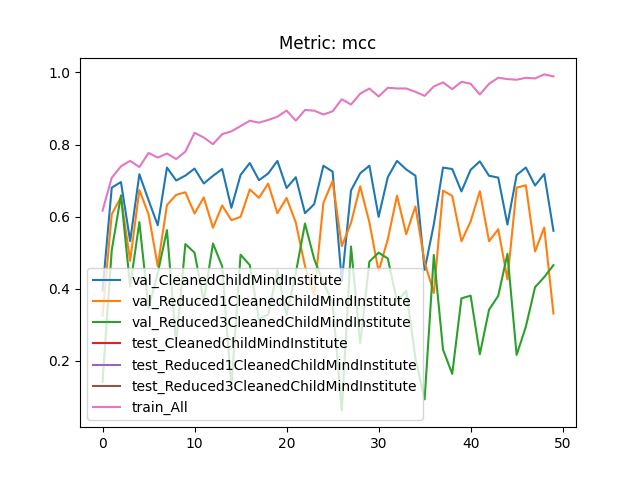 Metric: mcc
1.0
0.8
0.6
0.4
0.2
val_CleanedChildMindInstitute
val_Reduced1CleanedChildMindInstitute
val_Reduced3CleanedChildMindInstitute
test_CleanedChildMindInstitute
test_Reduced1CleanedChildMindInstitute
test_Reduced3CleanedChildMindInstitute
train_All
0 10 20 30 40 50